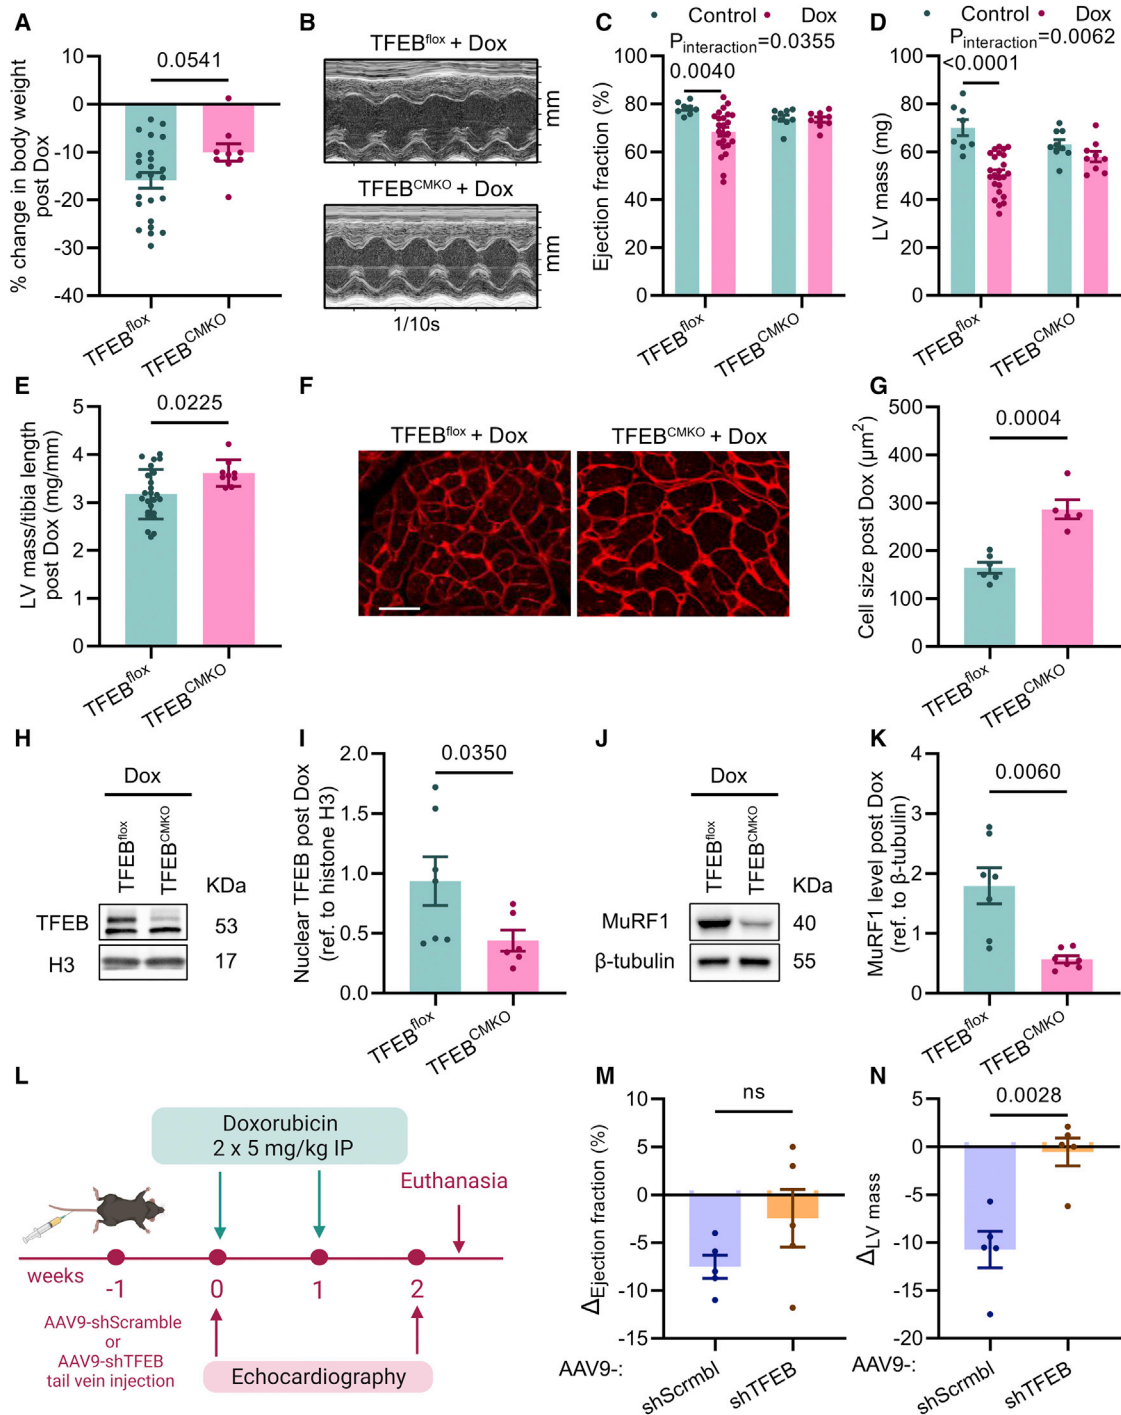 A
% change in body weight
post Dox
10
0
-10
-20
-30
-40
0.0541
TFEBflox
TFEBCMKO
B
TFEBflox + Dox
mm
TFEBCMKO + Dox
mm
1/10s
C
Control
Dox
Pinteraction=0.0355
0.0040
Ejection fraction (%)
100
80
60
40
20
0
TFEBflox
TFEBCMKO
D
Control
Dox
Pinteraction=0.0062
<0.0001
LV mass (mg)
100
80
60
40
20
0
TFEBflox
TFEBCMKO
E
LV mass/tibia length
post Dox (mg/mm)
5
4
3
2
1
0
0.0225
TFEBflox
TFEBCMKO
F
TFEBflox + Dox
TFEBCMKO + Dox
G
Cell size post Dox (µm²)
500
400
300
200
100
0
0.0004
TFEBflox
TFEBCMKO
H
Dox
TFEBflox
TFEBCMKO
KDa
TFEB
53
H3
17
I
Nuclear TFEB post Dox
(ref. to histone H3)
2.0
1.5
1.0
0.5
0.0
0.0350
TFEBflox
TFEBCMKO
J
Dox
TFEBflox
TFEBCMKO
KDa
MuRF1
40
β-tubulin
55
K
MuRF1 level post Dox
(ref. to β-tubulin)
4
3
2
1
0
0.0060
TFEBflox
TFEBCMKO
L
Doxorubicin
2 x 5 mg/kg IP
Euthanasia
weeks
-1
0
1
2
AAV9-shScramble
or
AAV9-shTFEB
tail vein injection
Echocardiography
M
ΔEjection fraction (%)
10
5
0
-5
-10
-15
ns
AAV9-:
shScrmbl
shTFEB
N
ΔLV mass
5
0
-5
-10
-15
-20
0.0028
AAV9-:
shScrmbl
shTFEB